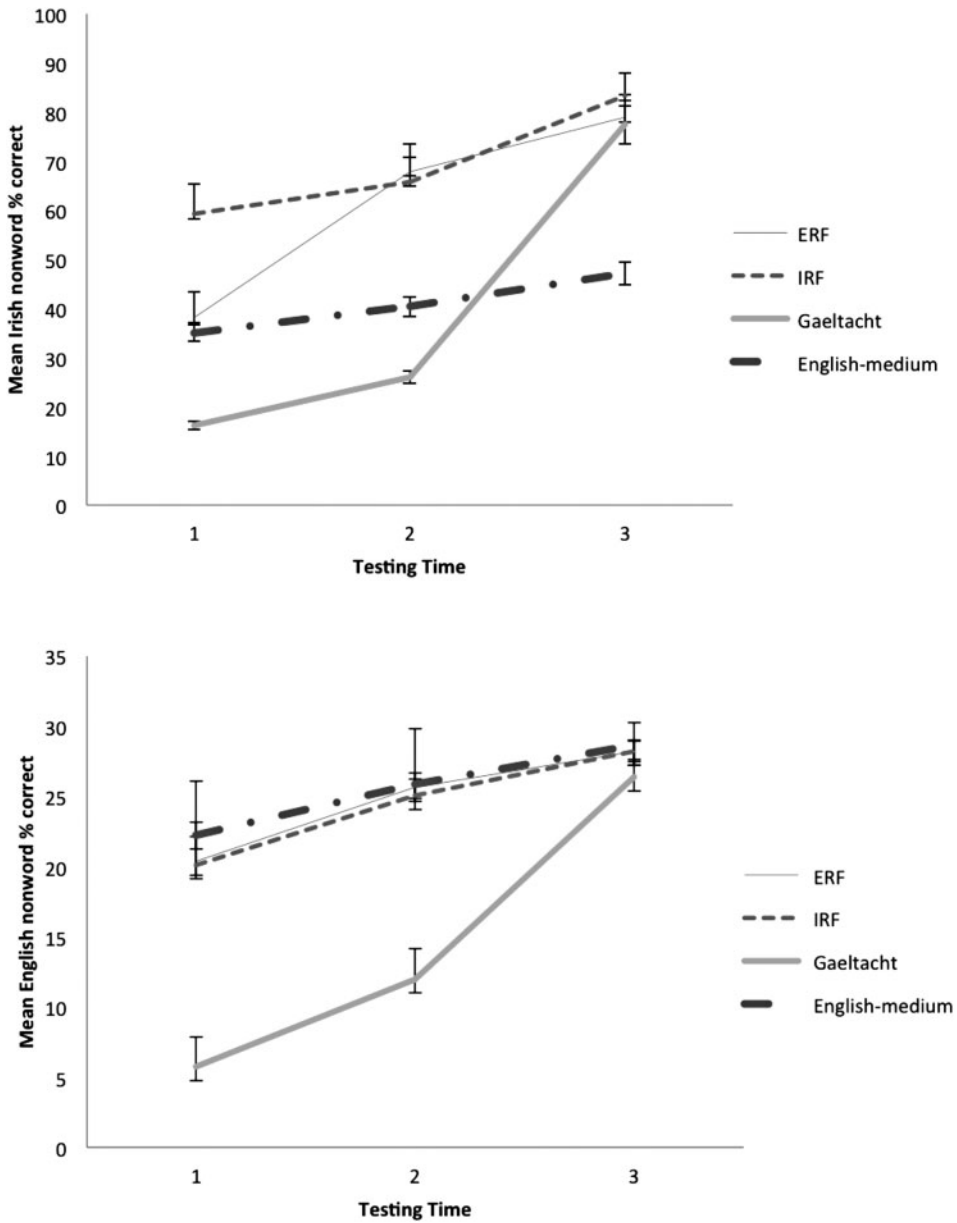 100
90
80
70
60
50
40
30
20
10
0
Mean Irish nonword % correct
1 2 3
Testing Time
ERF
IRF
Gaeltacht
English-medium
35
30
25
20
15
10
5
0
Mean English nonword % correct
1 2 3
Testing Time
ERF
IRF
Gaeltacht
English-medium